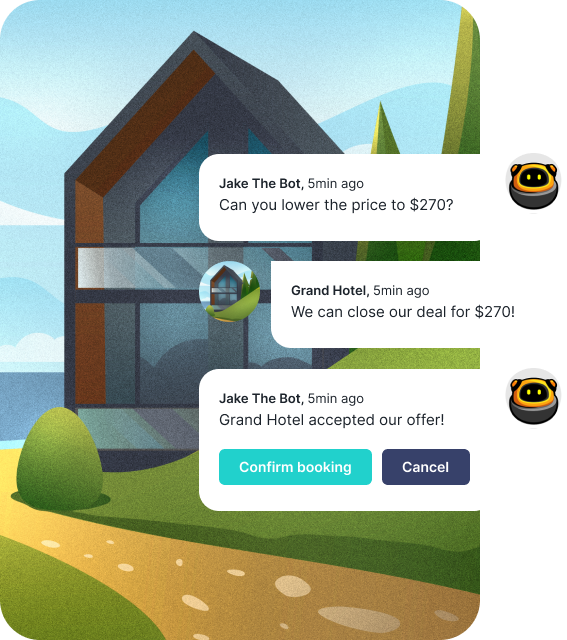 Jake The Bot, 5min ago
Can you lower the price to $270?
Grand Hotel, 5min ago
We can close our deal for $270!
Jake The Bot, 5min ago
Grand Hotel accepted our offer!
Confirm booking
Cancel